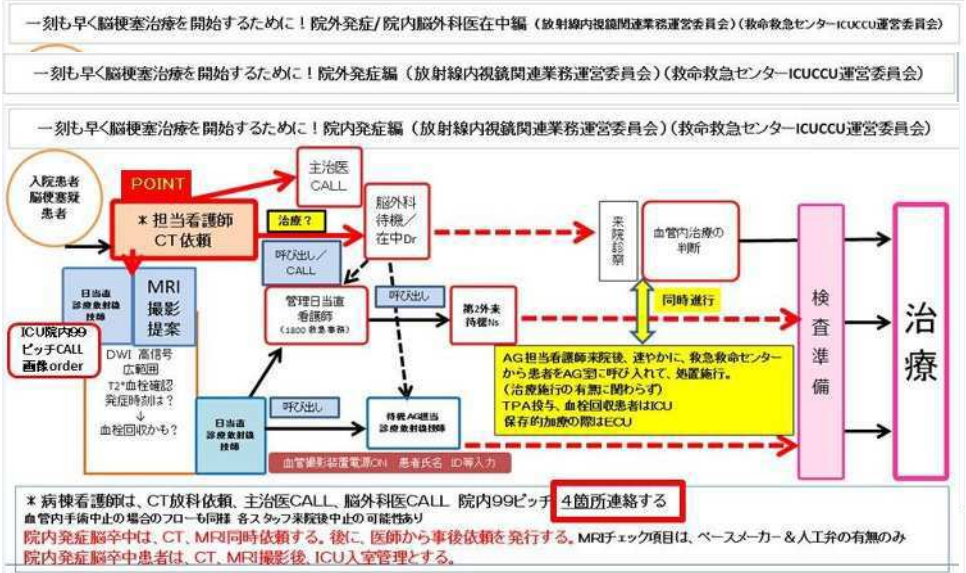 一刻も早く脳梗塞治療を開始するために！院外発症/院内脳外科医在中編（放射線内視鏡関連業務運営委員会）（救命救急センターICUCCU運営委員会）
一刻も早く脳梗塞治療を開始するために！院外発症編（放射線内視鏡関連業務運営委員会）（救命救急センターICUCCU運営委員会）
一刻も早く脳梗塞治療を開始するために！院内発症編（放射線内視鏡関連業務運営委員会）（救命救急センターICUCCU運営委員会）
入院患者
脳梗塞疑
患者
POINT
＊担当看護師
CT依頼
主治医
CALL
治療？
脳外科
待機／
在中Dr
呼び出し／
CALL
来院診察
血管内治療の
判断
同時進行
検査準備
治療
日当直
診療放射線
技師
MRI
撮影
提案
管理日当直
看護師
（1800救急事務）
呼び出し
第2外来
待機Ns
ICU院内99
ピッチCALL
画像order
DWI 高信号
広範囲
T2*血栓確認
発症時刻は？
↓
血栓回収かも？
AG担当看護師来院後、速やかに、救急救命センター
から患者をAG室に呼び入れて、処置施行。
（治療施行の有無に関わらず）
TPA投与、血栓回収患者はICU
保存的加療の際はECU
日当直
診療放射線
技師
呼び出し
待機AG担当
診療放射線技師
血管撮影装置電源ON 患者氏名 ID等入力
＊病棟看護師は、CT放科依頼、主治医CALL、脳外科医CALL 院内99ピッチ 4箇所連絡する
血管内手術中止の場合のフローも同様 各スタッフ来院後中止の可能性あり
院内発症脳卒中は、CT、MRI同時依頼する。後に、医師から事後依頼を発行する。MRIチェック項目は、ペースメーカー＆人工弁の有無のみ
院内発症脳卒中患者は、CT、MRI撮影後、ICU入室管理とする。